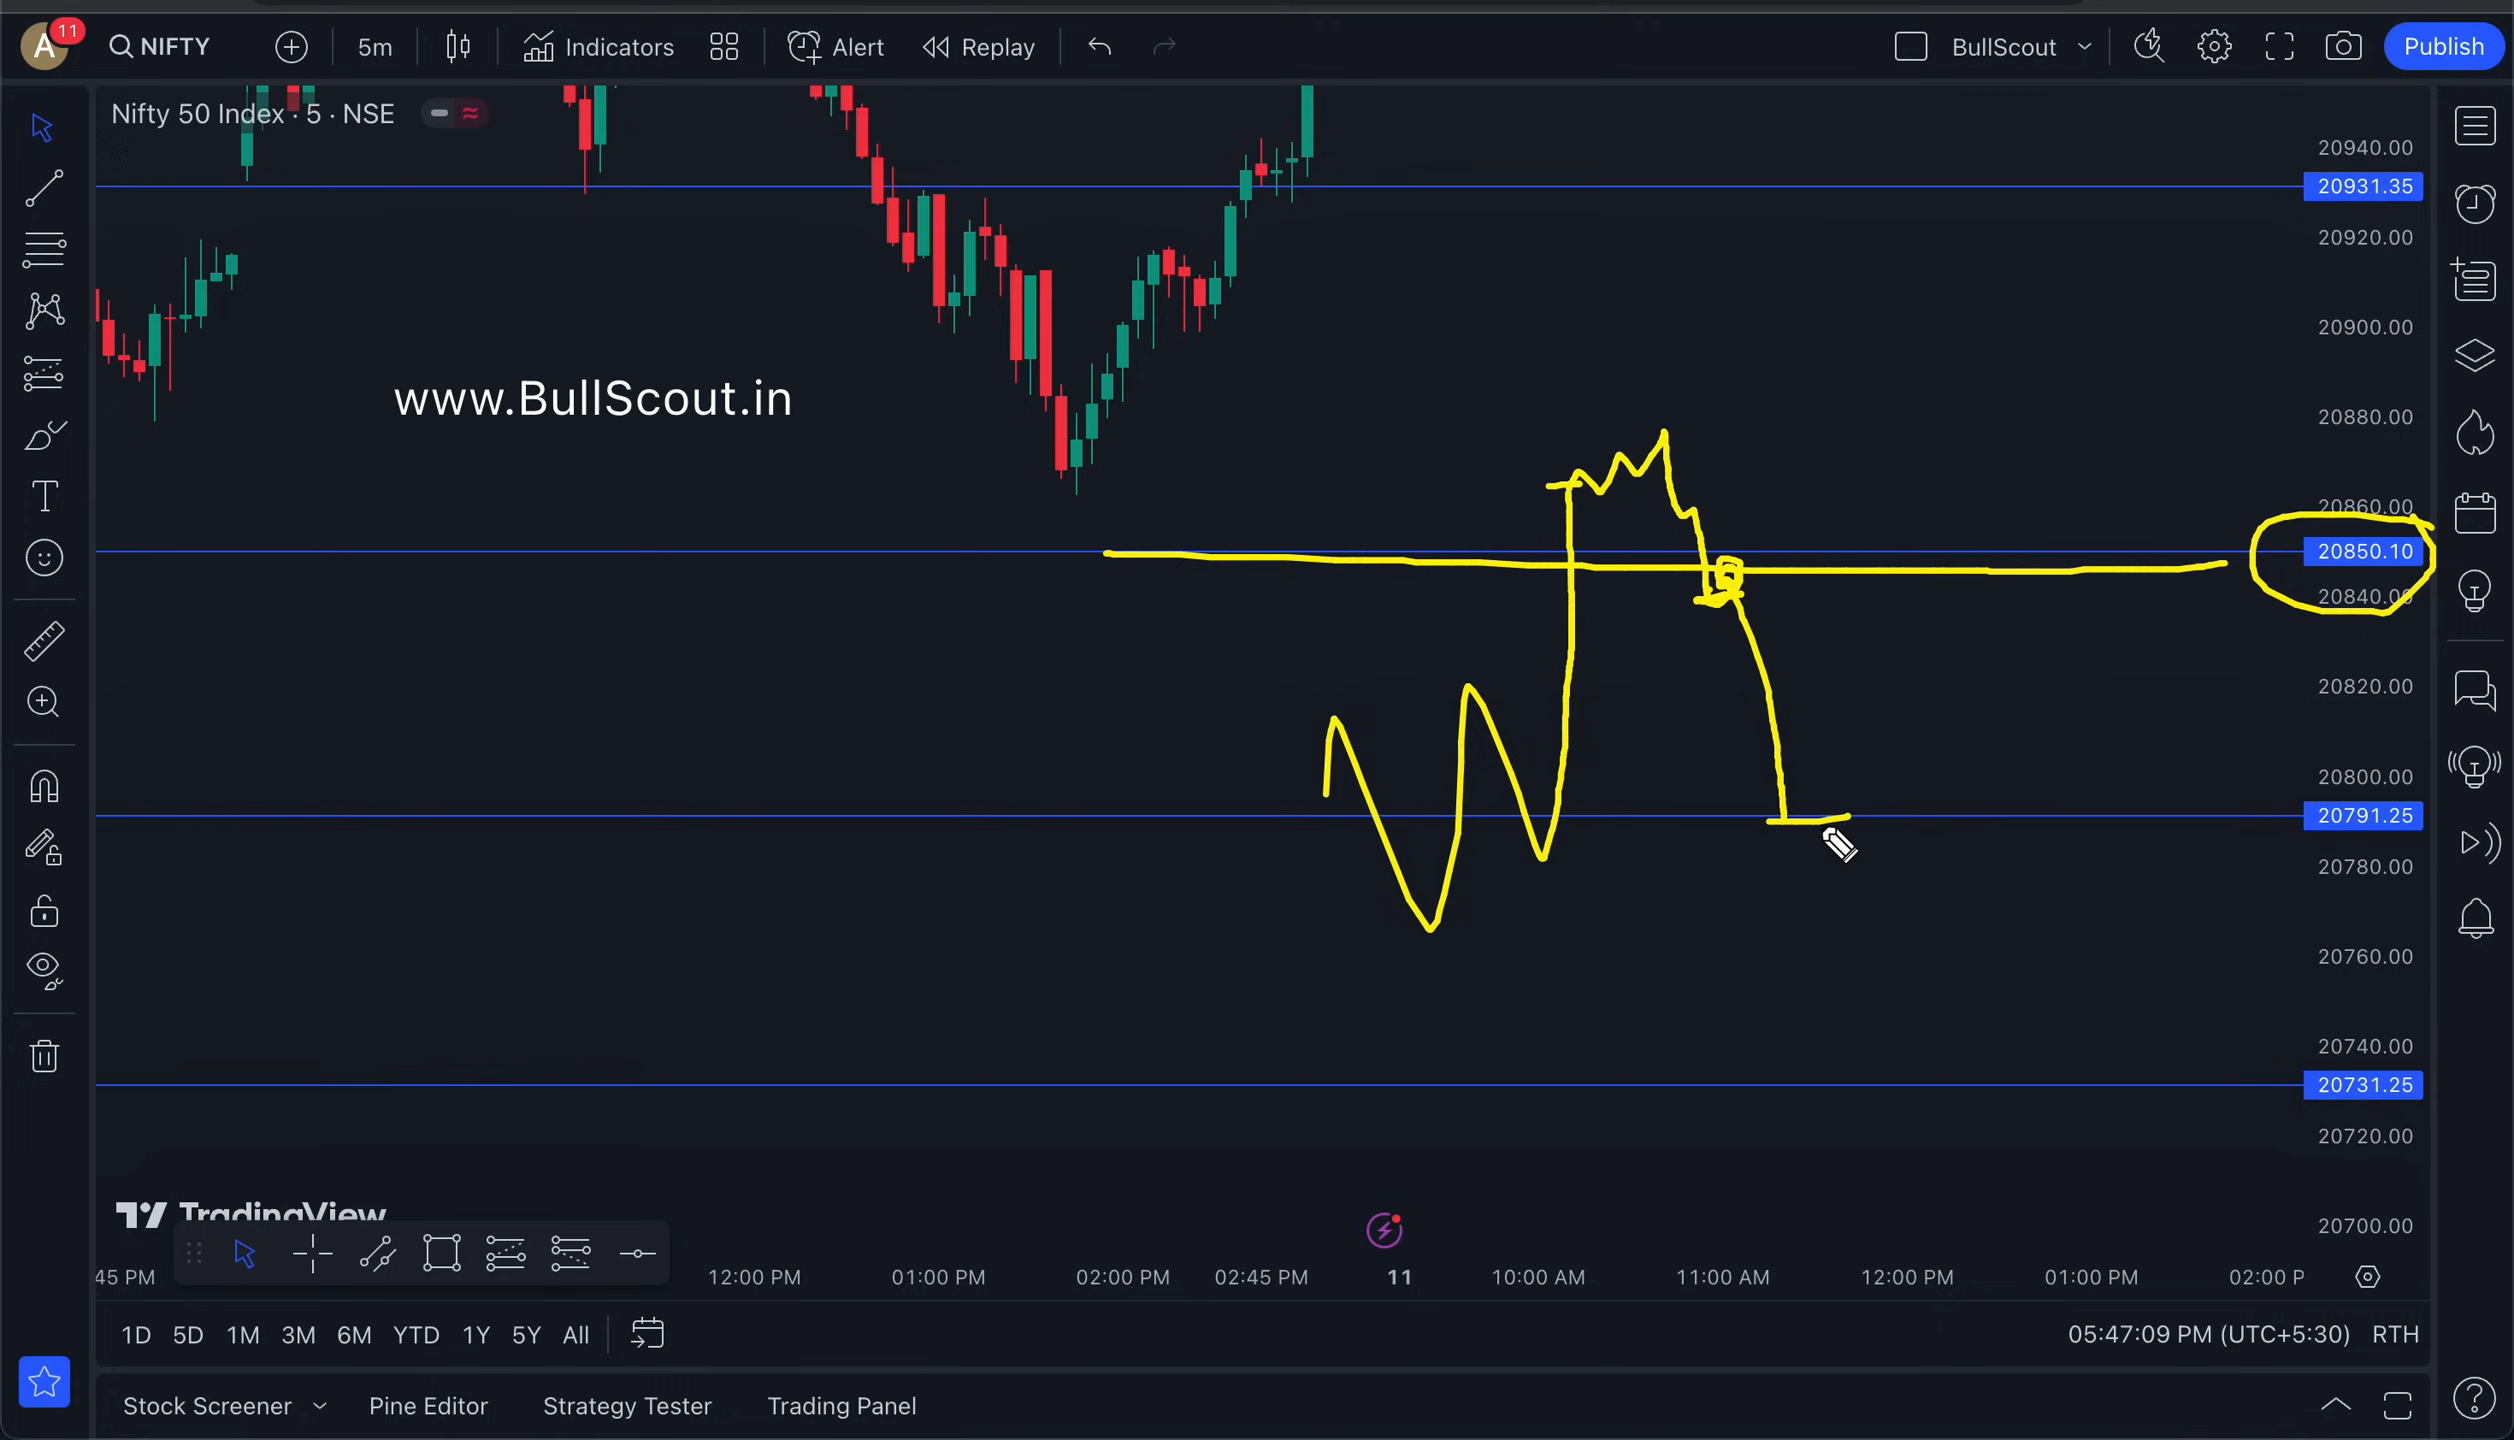 A
11
NIFTY
5m
Indicators
Alert
Replay
BullScout
Publish
Nifty 50 Index · 5 · NSE
20940.00
20931.35
20920.00
20900.00
www.BullScout.in
20880.00
20860.00
20850.10
20840.00
20820.00
20800.00
20791.25
20780.00
20760.00
20740.00
20731.25
20720.00
20700.00
TradingView
45 PM
12:00 PM
01:00 PM
02:00 PM
02:45 PM
11
10:00 AM
11:00 AM
12:00 PM
01:00 PM
02:00 P
1D 5D 1M 3M 6M YTD 1Y 5Y All
05:47:09 PM (UTC+5:30) RTH
Stock Screener
Pine Editor
Strategy Tester
Trading Panel